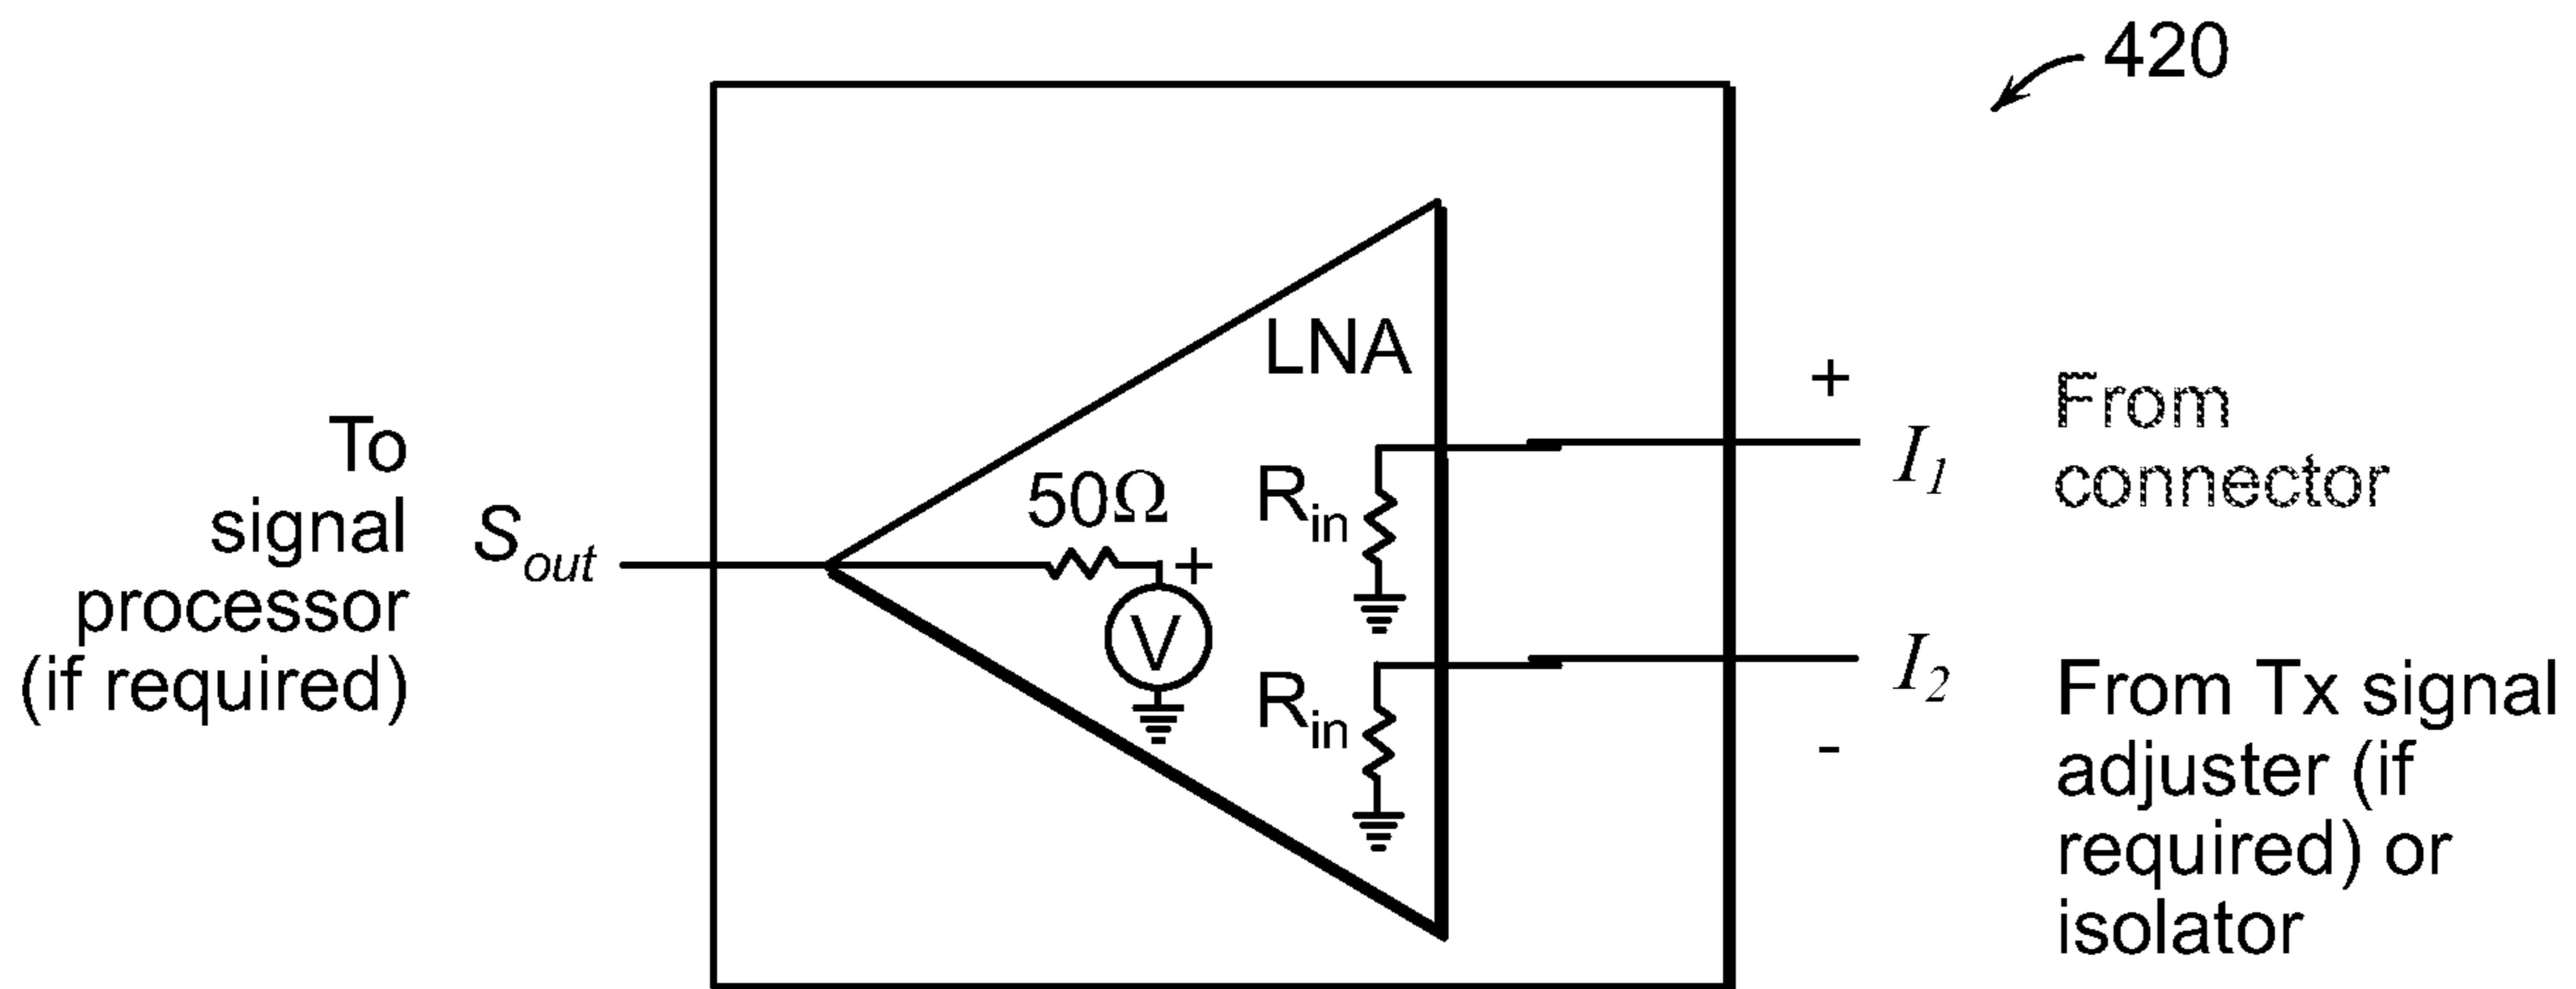 420
To
signal
processor
(if required)
S_out
50Ω
+
V
LNA
R_in
R_in
+
I_1
I_2
-
From
connector
From Tx signal
adjuster (if
required) or
isolator